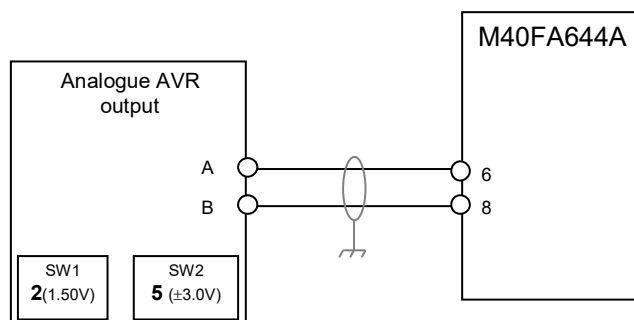 M40FA644A
Analogue AVR
output
A
6
B
8
SW1
2(1.50V)
SW2
5 (±3.0V)